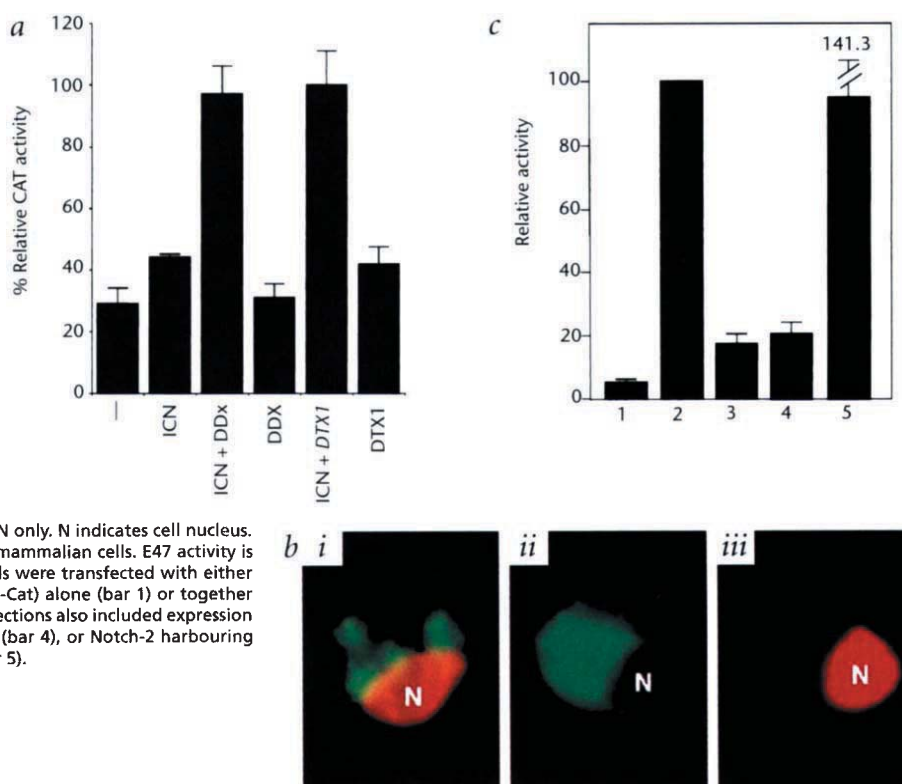 a
120
100
80
60
40
20
0
% Relative CAT activity
—
ICN
ICN + DDx
DDX
ICN + DTX1
DTX1
c
141.3
100
80
60
40
20
0
Relative activity
1 2 3 4 5
N only. N indicates cell nucleus.
mammalian cells. E47 activity is
ls were transfected with either
-Cat) alone (bar 1) or together
ections also included expression
(bar 4), or Notch-2 harbouring
5).
b i
N
ii
N
iii
N